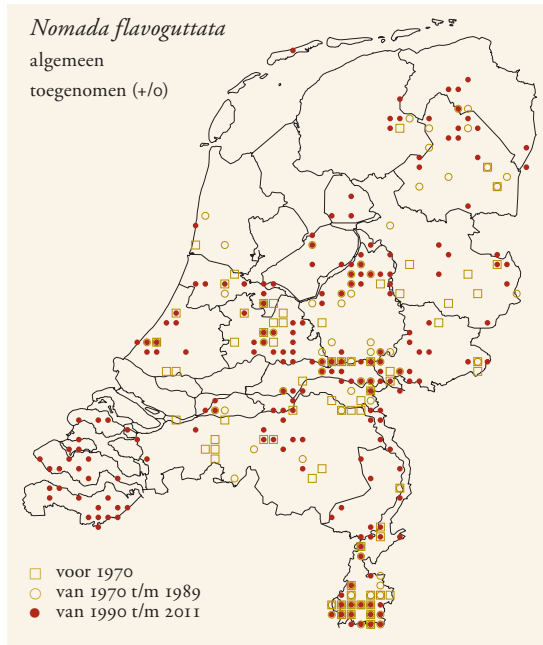 Nomada flavoguttata
algemeen
toegenomen (+/0)
voor 1970
van 1970 t/m 1989
van 1990 t/m 2011